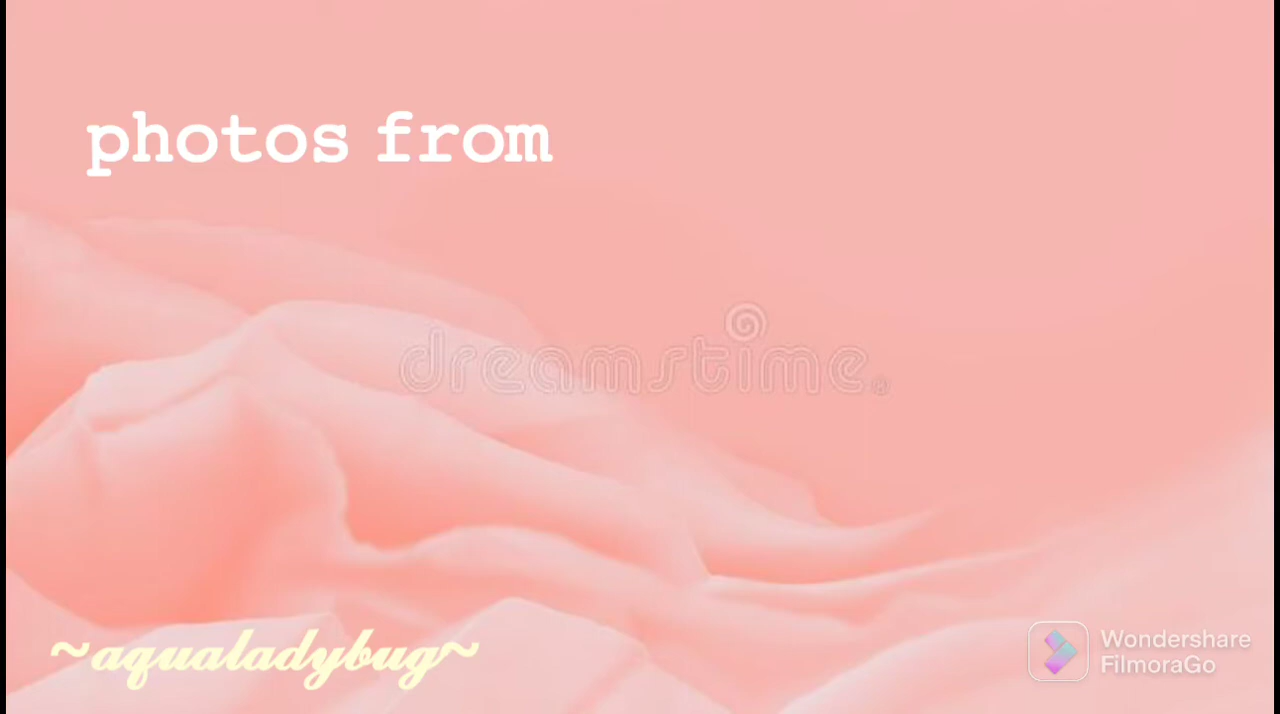 photos from
dreamstime®
~aqualadybug~
Wondershare
FilmoraGo